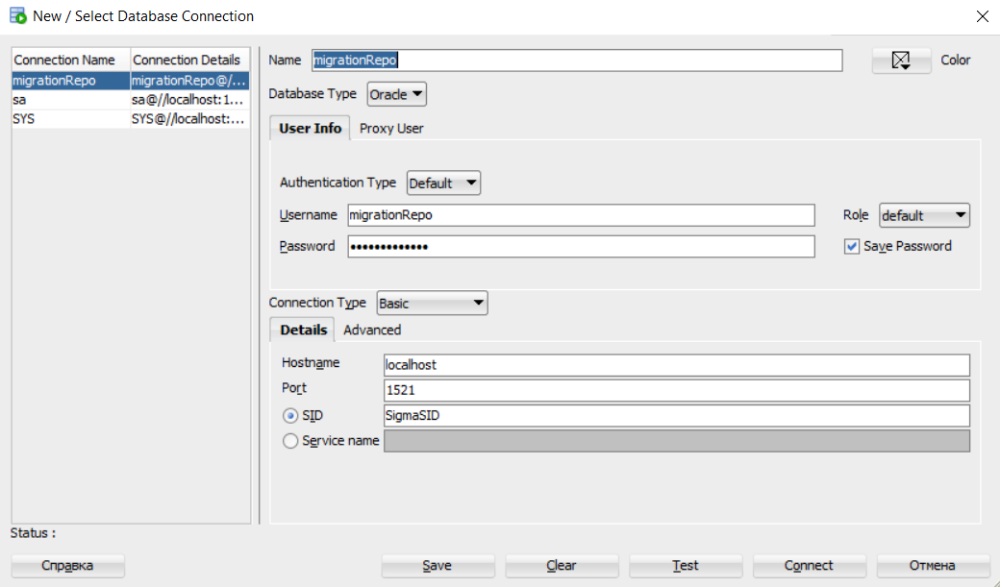 New / Select Database Connection
Connection Name Connection Details
migrationRepo migrationRepo@/...
sa sa@//localhost:1...
SYS SYS@//localhost:...
Name migrationRepo Color
Database Type Oracle
User Info Proxy User
Authentication Type Default
Username migrationRepo Role default
Password ••••••••••••• Save Password
Connection Type Basic
Details Advanced
Hostname localhost
Port 1521
SID SigmaSID
Service name
Status :
Справка Save Clear Test Connect Отмена